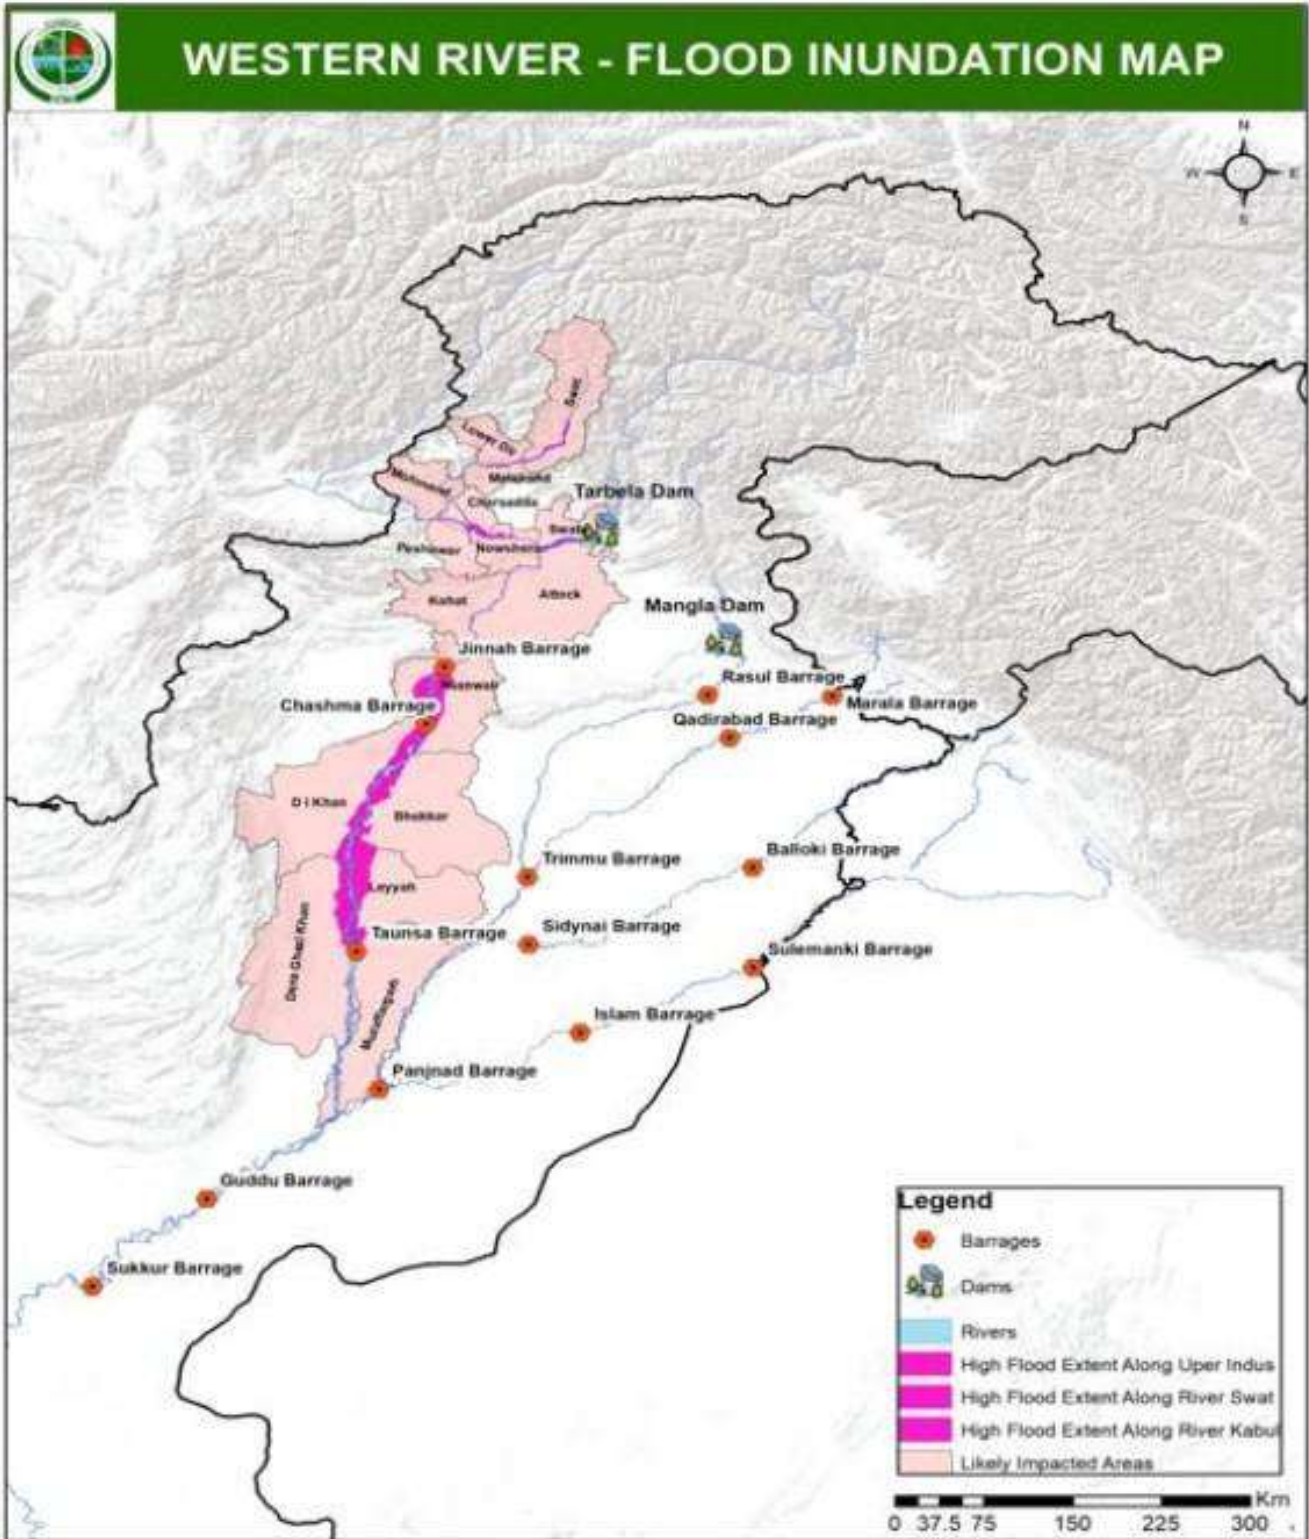 WESTERN RIVER - FLOOD INUNDATION MAP
N
W E
S
Swat
Lower Dir
Mohmand
Malakand
Charsadda
Tarbela Dam
Swabi
Peshawar
Nowshera
Kohat
Attock
Mangla Dam
Jinnah Barrage
Mianwali
Rasul Barrage
Chashma Barrage
Marala Barrage
Qadirabad Barrage
D I Khan
Bhakkar
Balloki Barrage
Trimmu Barrage
Layyah
Taunsa Barrage
Sidynai Barrage
Dera Ghazi Khan
Sulemanki Barrage
Muzaffargarh
Islam Barrage
Panjnad Barrage
Guddu Barrage
Sukkur Barrage
Legend
Barrages
Dams
Rivers
High Flood Extent Along Uper Indus
High Flood Extent Along River Swat
High Flood Extent Along River Kabul
Likely Impacted Areas
Km
0 37.5 75 150 225 300